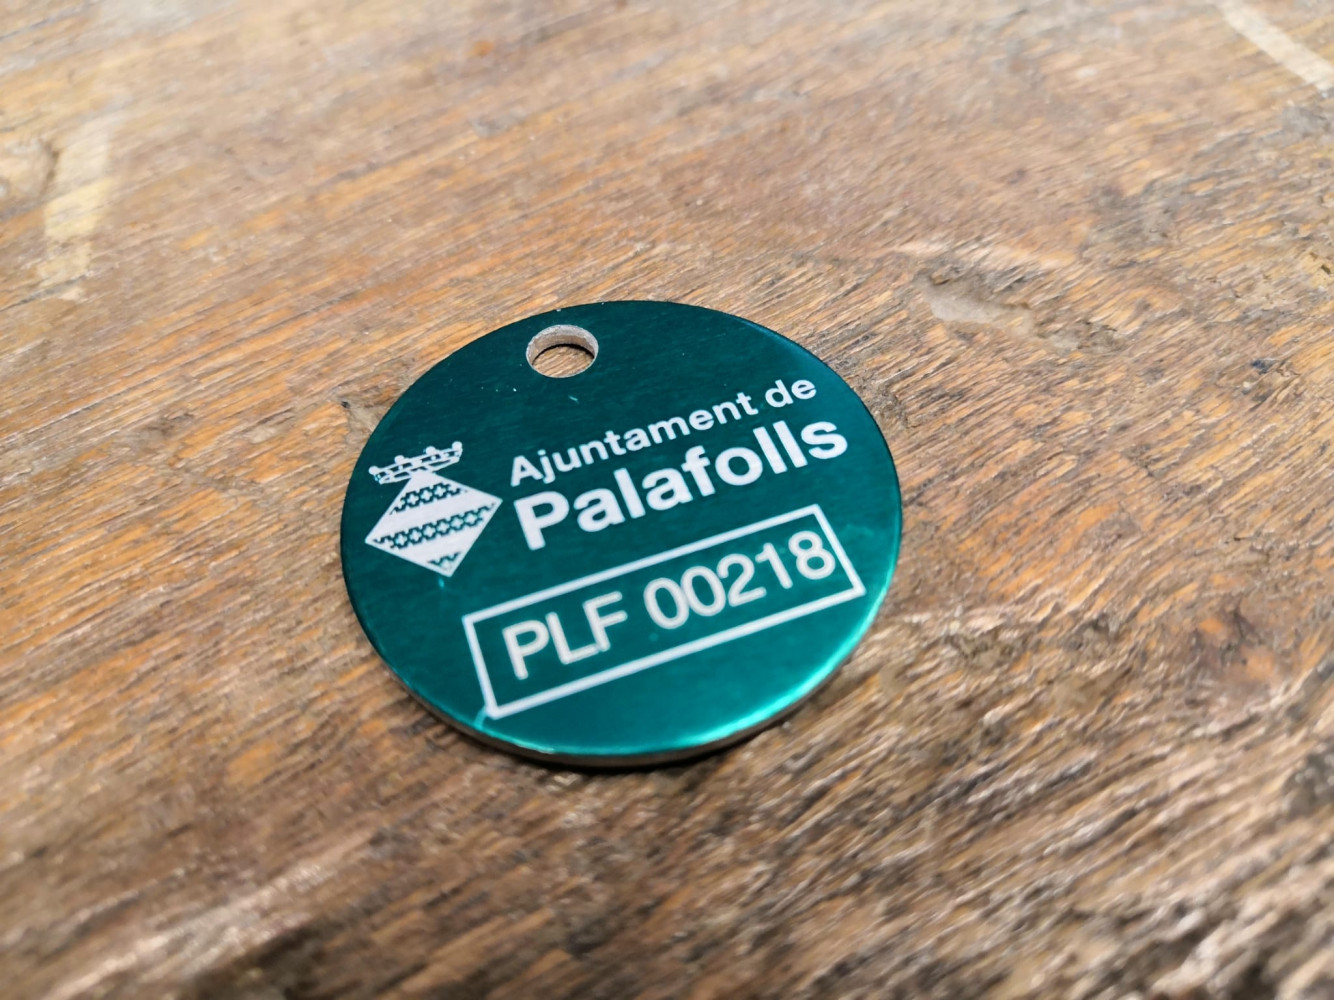 Ajuntament de
Palafolls
PLF 00218